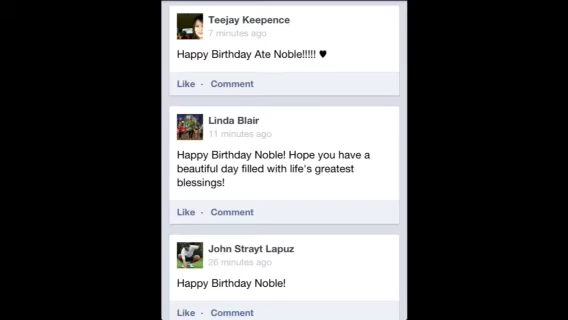 Teejay Keepence
7 minutes ago
Happy Birthday Ate Noble!!!!! ♥
Like · Comment
Linda Blair
11 minutes ago
Happy Birthday Noble! Hope you have a
beautiful day filled with life's greatest
blessings!
Like · Comment
John Strayt Lapuz
26 minutes ago
Happy Birthday Noble!
Like · Comment